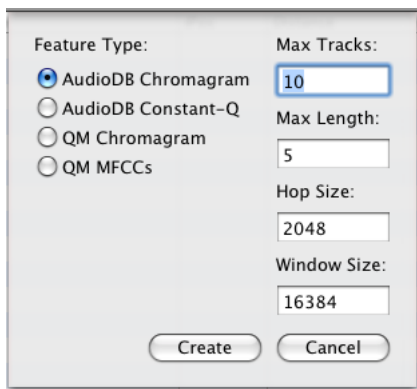 Feature Type:
AudioDB Chromagram
AudioDB Constant-Q
QM Chromagram
QM MFCCs
Max Tracks:
10
Max Length:
5
Hop Size:
2048
Window Size:
16384
Create
Cancel